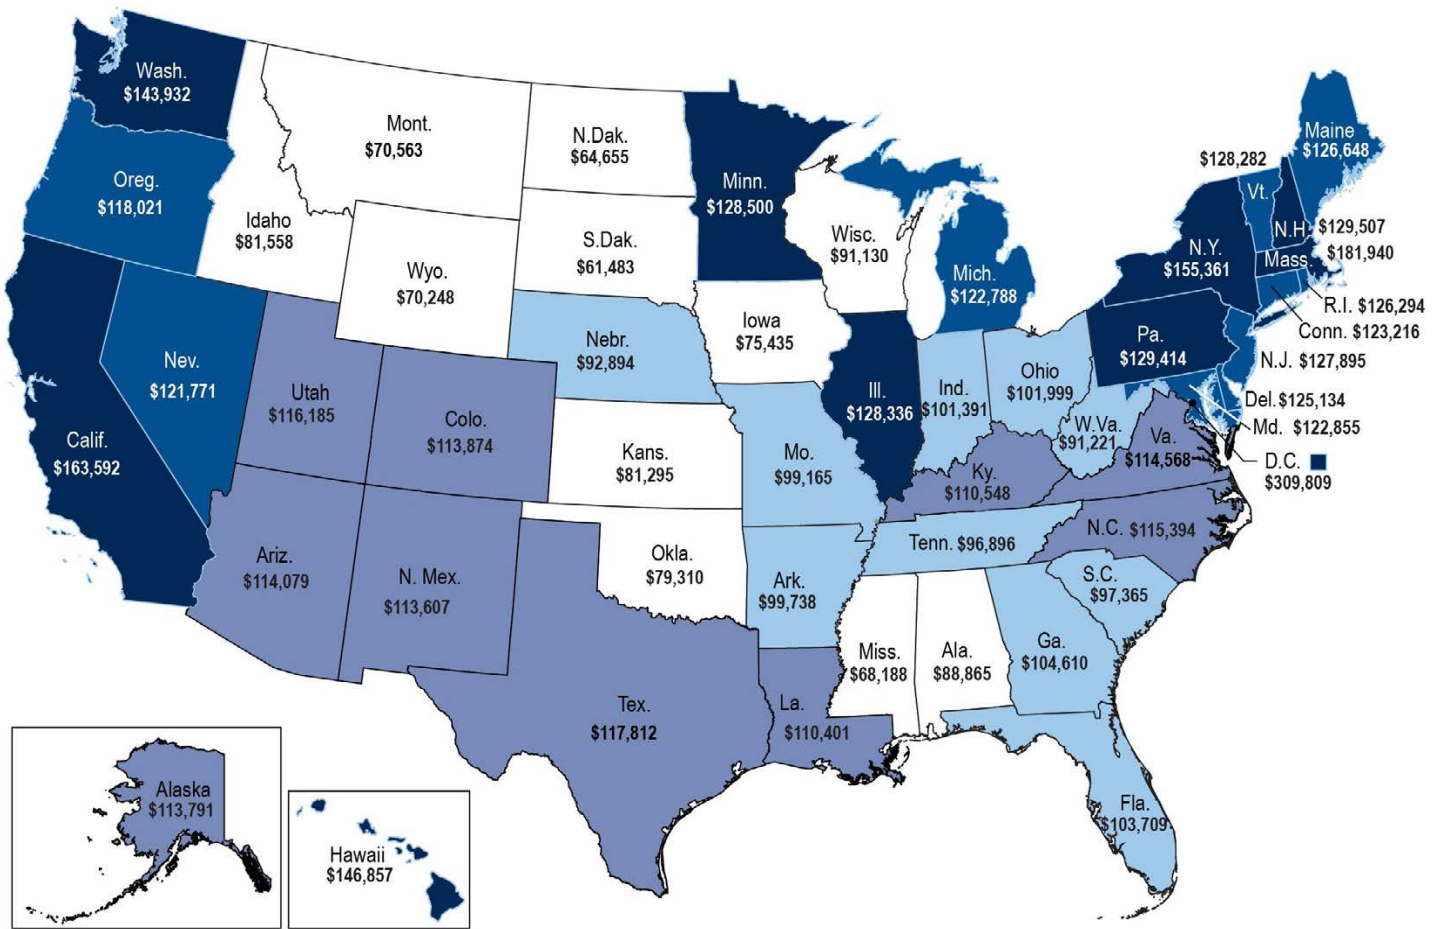 Wash.
$143,932
Oreg.
$118,021
Calif.
$163,592
Nev.
$121,771
Idaho
$81,558
Mont.
$70,563
Wyo.
$70,248
Utah
$116,185
Colo.
$113,874
Ariz.
$114,079
N. Mex.
$113,607
N.Dak.
$64,655
S.Dak.
$61,483
Nebr.
$92,894
Kans.
$81,295
Okla.
$79,310
Tex.
$117,812
Minn.
$128,500
Iowa
$75,435
Mo.
$99,165
Ark.
$99,738
La.
$110,401
Wisc.
$91,130
Ill.
$128,336
Mich.
$122,788
Ind.
$101,391
Ohio
$101,999
Ky.
$110,548
Tenn. $96,896
Miss.
$68,188
Ala.
$88,865
Ga.
$104,610
Fla.
$103,709
S.C.
$97,365
N.C. $115,394
Va.
$114,568
W.Va.
$91,221
Pa.
$129,414
N.Y.
$155,361
$128,282
Vt.
Maine
$126,648
N.H. $129,507
Mass. $181,940
R.I. $126,294
Conn. $123,216
N.J. $127,895
Del. $125,134
Md. $122,855
D.C.
$309,809
Alaska
$113,791
Hawaii
$146,857